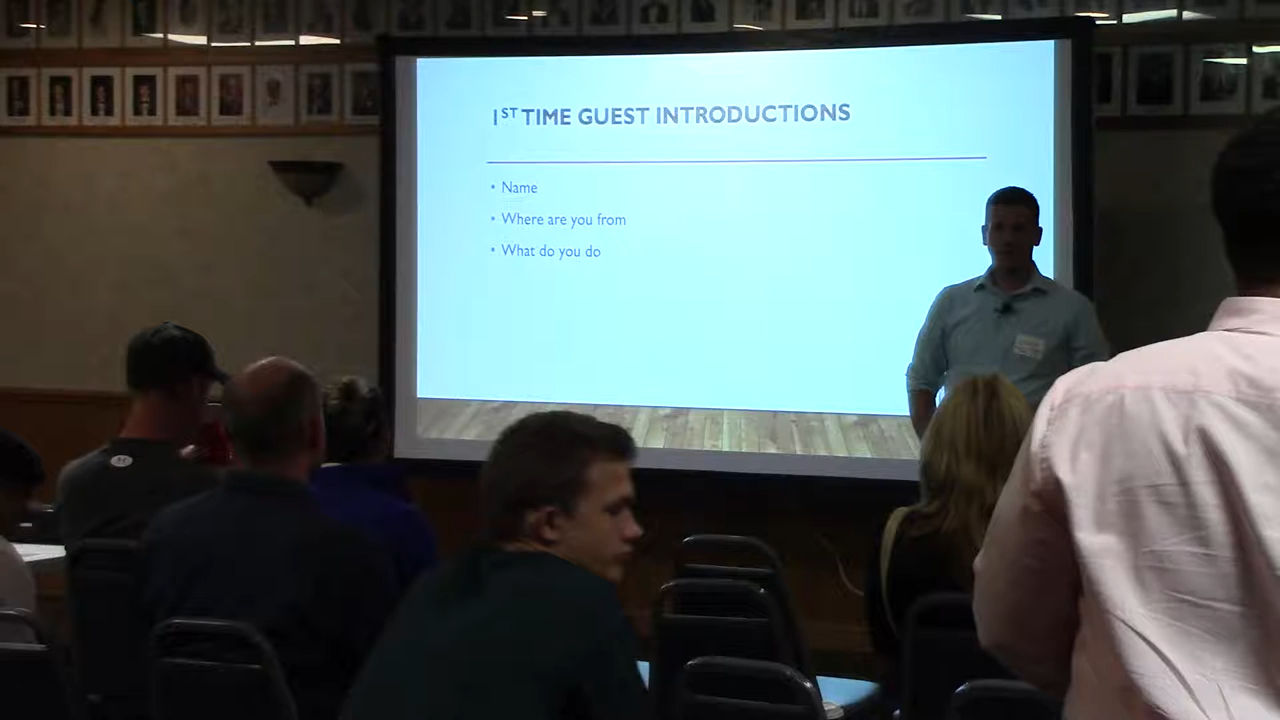 1ST TIME GUEST INTRODUCTIONS
• Name
• Where are you from
• What do you do